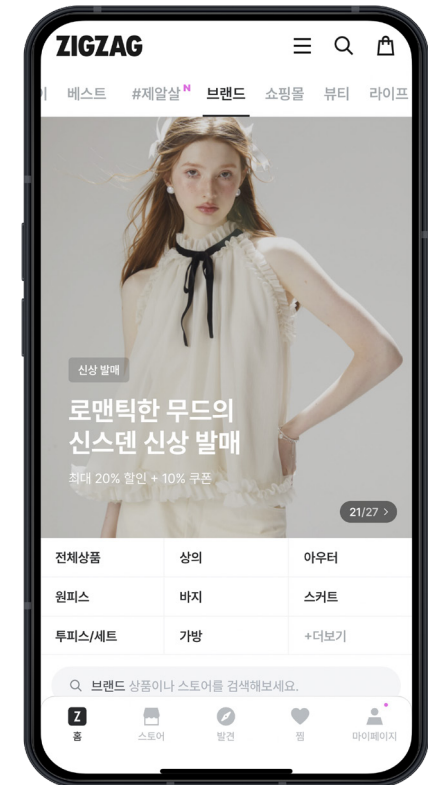 ZIGZAG
베스트
#제알살 N
브랜드
쇼핑몰
뷰티
라이프
신상 발매
로맨틱한 무드의
신스덴 신상 발매
최대 20% 할인 + 10% 쿠폰
21/27 >
전체상품
상의
아우터
원피스
바지
스커트
투피스/세트
가방
+더보기
브랜드 상품이나 스토어를 검색해보세요.
Z
홈
스토어
발견
찜
마이페이지